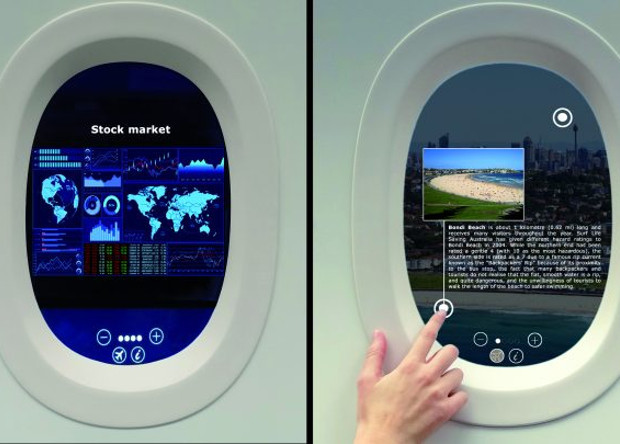 Stock market
Bondi Beach is about 1 kilometre (0.62 mi) long and
receives many visitors throughout the year. Surf Life
Saving Australia has given different hazard ratings to
Bondi Beach in 2004. While the northern end has been
rated a gentle 4 (with 10 as the most hazardous), the
southern side is rated as a 7 due to a famous rip current
known as the "Backpackers' Rip" because of its proximity
to the bus stop, the fact that many backpackers and
tourists do not realise that the flat, smooth water is a rip,
and quite dangerous, and the unwillingness of tourists to
walk the length of the beach to safer swimming.